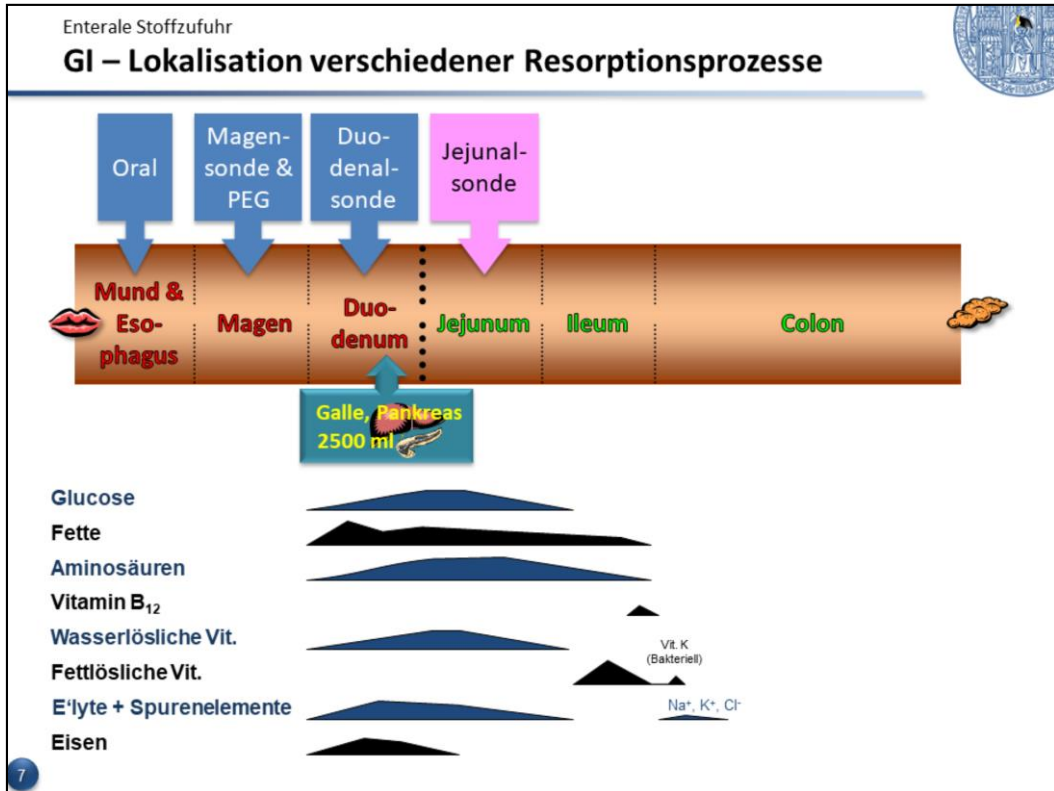 Enterale Stoffzufuhr
GI – Lokalisation verschiedener Resorptionsprozesse
Oral
Magen-
sonde &
PEG
Duo-
denal-
sonde
Jejunal-
sonde
Mund &
Eso-
phagus
Magen
Duo-
denum
Jejunum
Ileum
Colon
Galle, Pankreas
2500 ml
Glucose
Fette
Aminosäuren
Vitamin B₁₂
Wasserlösliche Vit.
Vit. K
(Bakteriell)
Fettlösliche Vit.
E'lyte + Spurenelemente
Na⁺, K⁺, Cl⁻
Eisen
7